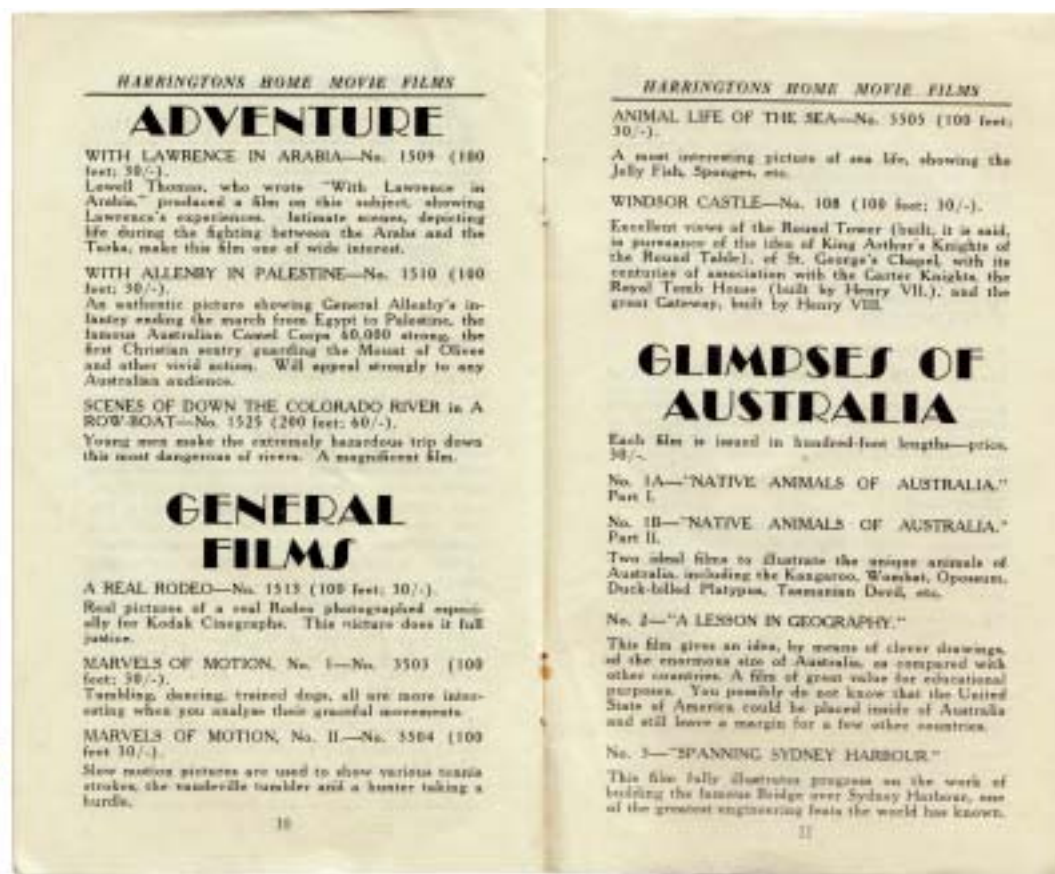 HARRINGTONS HOME MOVIE FILMS
ADVENTURE
WITH LAWRENCE IN ARABIA—No. 1509 (100
feet; 30/-).
Lowell Thomas, who wrote "With Lawrence in
Arabia," produced a film on this subject, showing
Lawrence's experiences. Intimate scenes, depicting
life during the fighting between the Arabs and the
Turks, make this film one of wide interest.
WITH ALLENBY IN PALESTINE—No. 1510 (100
feet; 30/-).
An authentic picture showing General Allenby's in-
fantry ending the march from Egypt to Palestine, the
famous Australian Camel Corps 60,000 strong, the
first Christian sentry guarding the Mount of Olives
and other vivid action. Will appeal strongly to any
Australian audience.
SCENES OF DOWN THE COLORADO RIVER in A
ROW-BOAT—No. 1525 (200 feet; 60/-).
Young men make the extremely hazardous trip down
this most dangerous of rivers. A magnificent film.
GENERAL
FILMS
A REAL RODEO—No. 1513 (100 feet; 30/-).
Real pictures of a real Rodeo photographed especi-
ally for Kodak Cinegraphs. This picture does it full
justice.
MARVELS OF MOTION, No. I—No. 3503 (100
feet; 30/-).
Tumbling, dancing, trained dogs, all are more inter-
esting when you analyse their graceful movements.
MARVELS OF MOTION, No. II.—No. 3504 (100
feet 30/-).
Slow motion pictures are used to show various tennis
strokes, the vaudeville tumbler and a hunter taking a
hurdle.
10
HARRINGTONS HOME MOVIE FILMS
ANIMAL LIFE OF THE SEA—No. 3505 (100 feet;
30/-).
A most interesting picture of sea life, showing the
Jelly Fish, Sponges, etc.
WINDSOR CASTLE—No. 108 (100 feet; 30/-).
Excellent views of the Round Tower (built, it is said,
in pursuance of the idea of King Arthur's Knights of
the Round Table), of St. George's Chapel, with its
centuries of association with the Garter Knights, the
Royal Tomb House (built by Henry VII.), and the
great Gateway, built by Henry VIII.
GLIMPSES OF
AUSTRALIA
Each film is issued in hundred-foot lengths—price,
30/-.
No. 1A—"NATIVE ANIMALS OF AUSTRALIA."
Part I.
No. 1B—"NATIVE ANIMALS OF AUSTRALIA."
Part II.
Two ideal films to illustrate the unique animals of
Australia, including the Kangaroo, Wombat, Opossum,
Duck-billed Platypus, Tasmanian Devil, etc.
No. 2—"A LESSON IN GEOGRAPHY."
This film gives an idea, by means of clever drawings,
of the enormous size of Australia, as compared with
other countries. A film of great value for educational
purposes. You possibly do not know that the United
State of America could be placed inside of Australia
and still leave a margin for a few other countries.
No. 3—"SPANNING SYDNEY HARBOUR."
This film fully illustrates progress on the work of
building the famous Bridge over Sydney Harbour, one
of the greatest engineering feats the world has known.
11